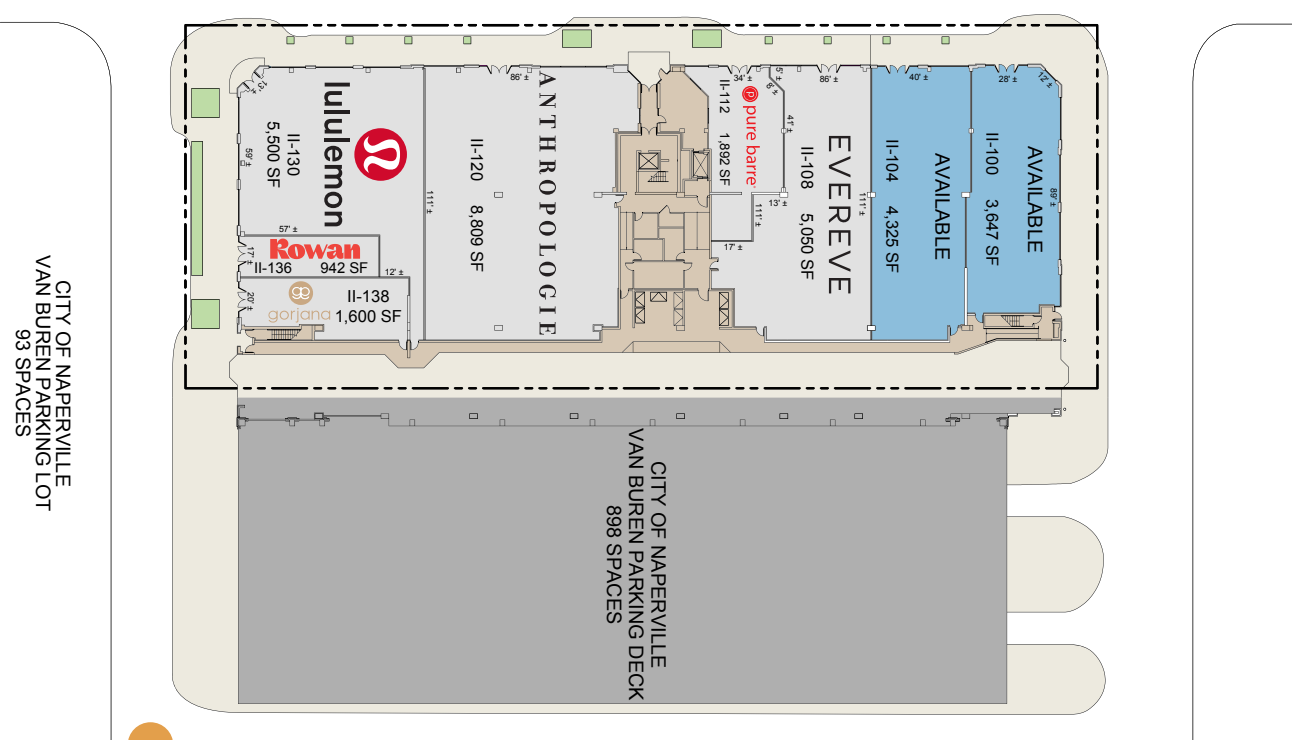 CITY OF NAPERVILLE
VAN BUREN PARKING LOT
93 SPACES
13' ±
59' ±
lululemon
II-130
5,500 SF
57' ±
17' ±
Rowan
II-136 942 SF
12' ±
20' ±
gp
gorjana
II-138
1,600 SF
111' ±
86' ±
ANTHROPOLOGIE
II-120 8,809 SF
34' ±
5' ±
8' ±
41' ±
p
pure barre
II-112 1,892 SF
13' ±
111' ±
17' ±
86' ±
EVEREVE
II-108 5,050 SF
111' ±
40' ±
AVAILABLE
II-104 4,325 SF
28' ±
12' ±
89' ±
AVAILABLE
II-100 3,647 SF
CITY OF NAPERVILLE
VAN BUREN PARKING DECK
898 SPACES